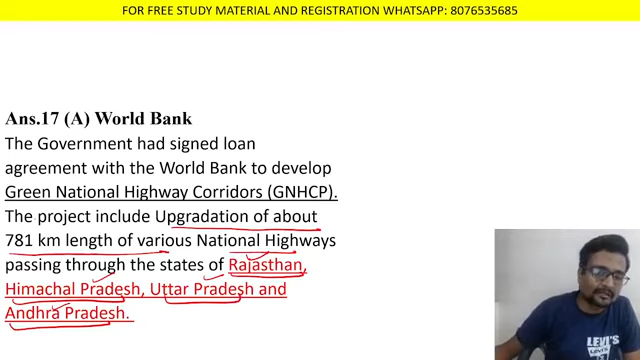 FOR FREE STUDY MATERIAL AND REGISTRATION WHATSAPP: 8076535685
Ans.17 (A) World Bank
The Government had signed loan
agreement with the World Bank to develop
Green National Highway Corridors (GNHCP).
The project include Upgradation of about
781 km length of various National Highways
passing through the states of Rajasthan,
Himachal Pradesh, Uttar Pradesh and
Andhra Pradesh.
LEVI'S